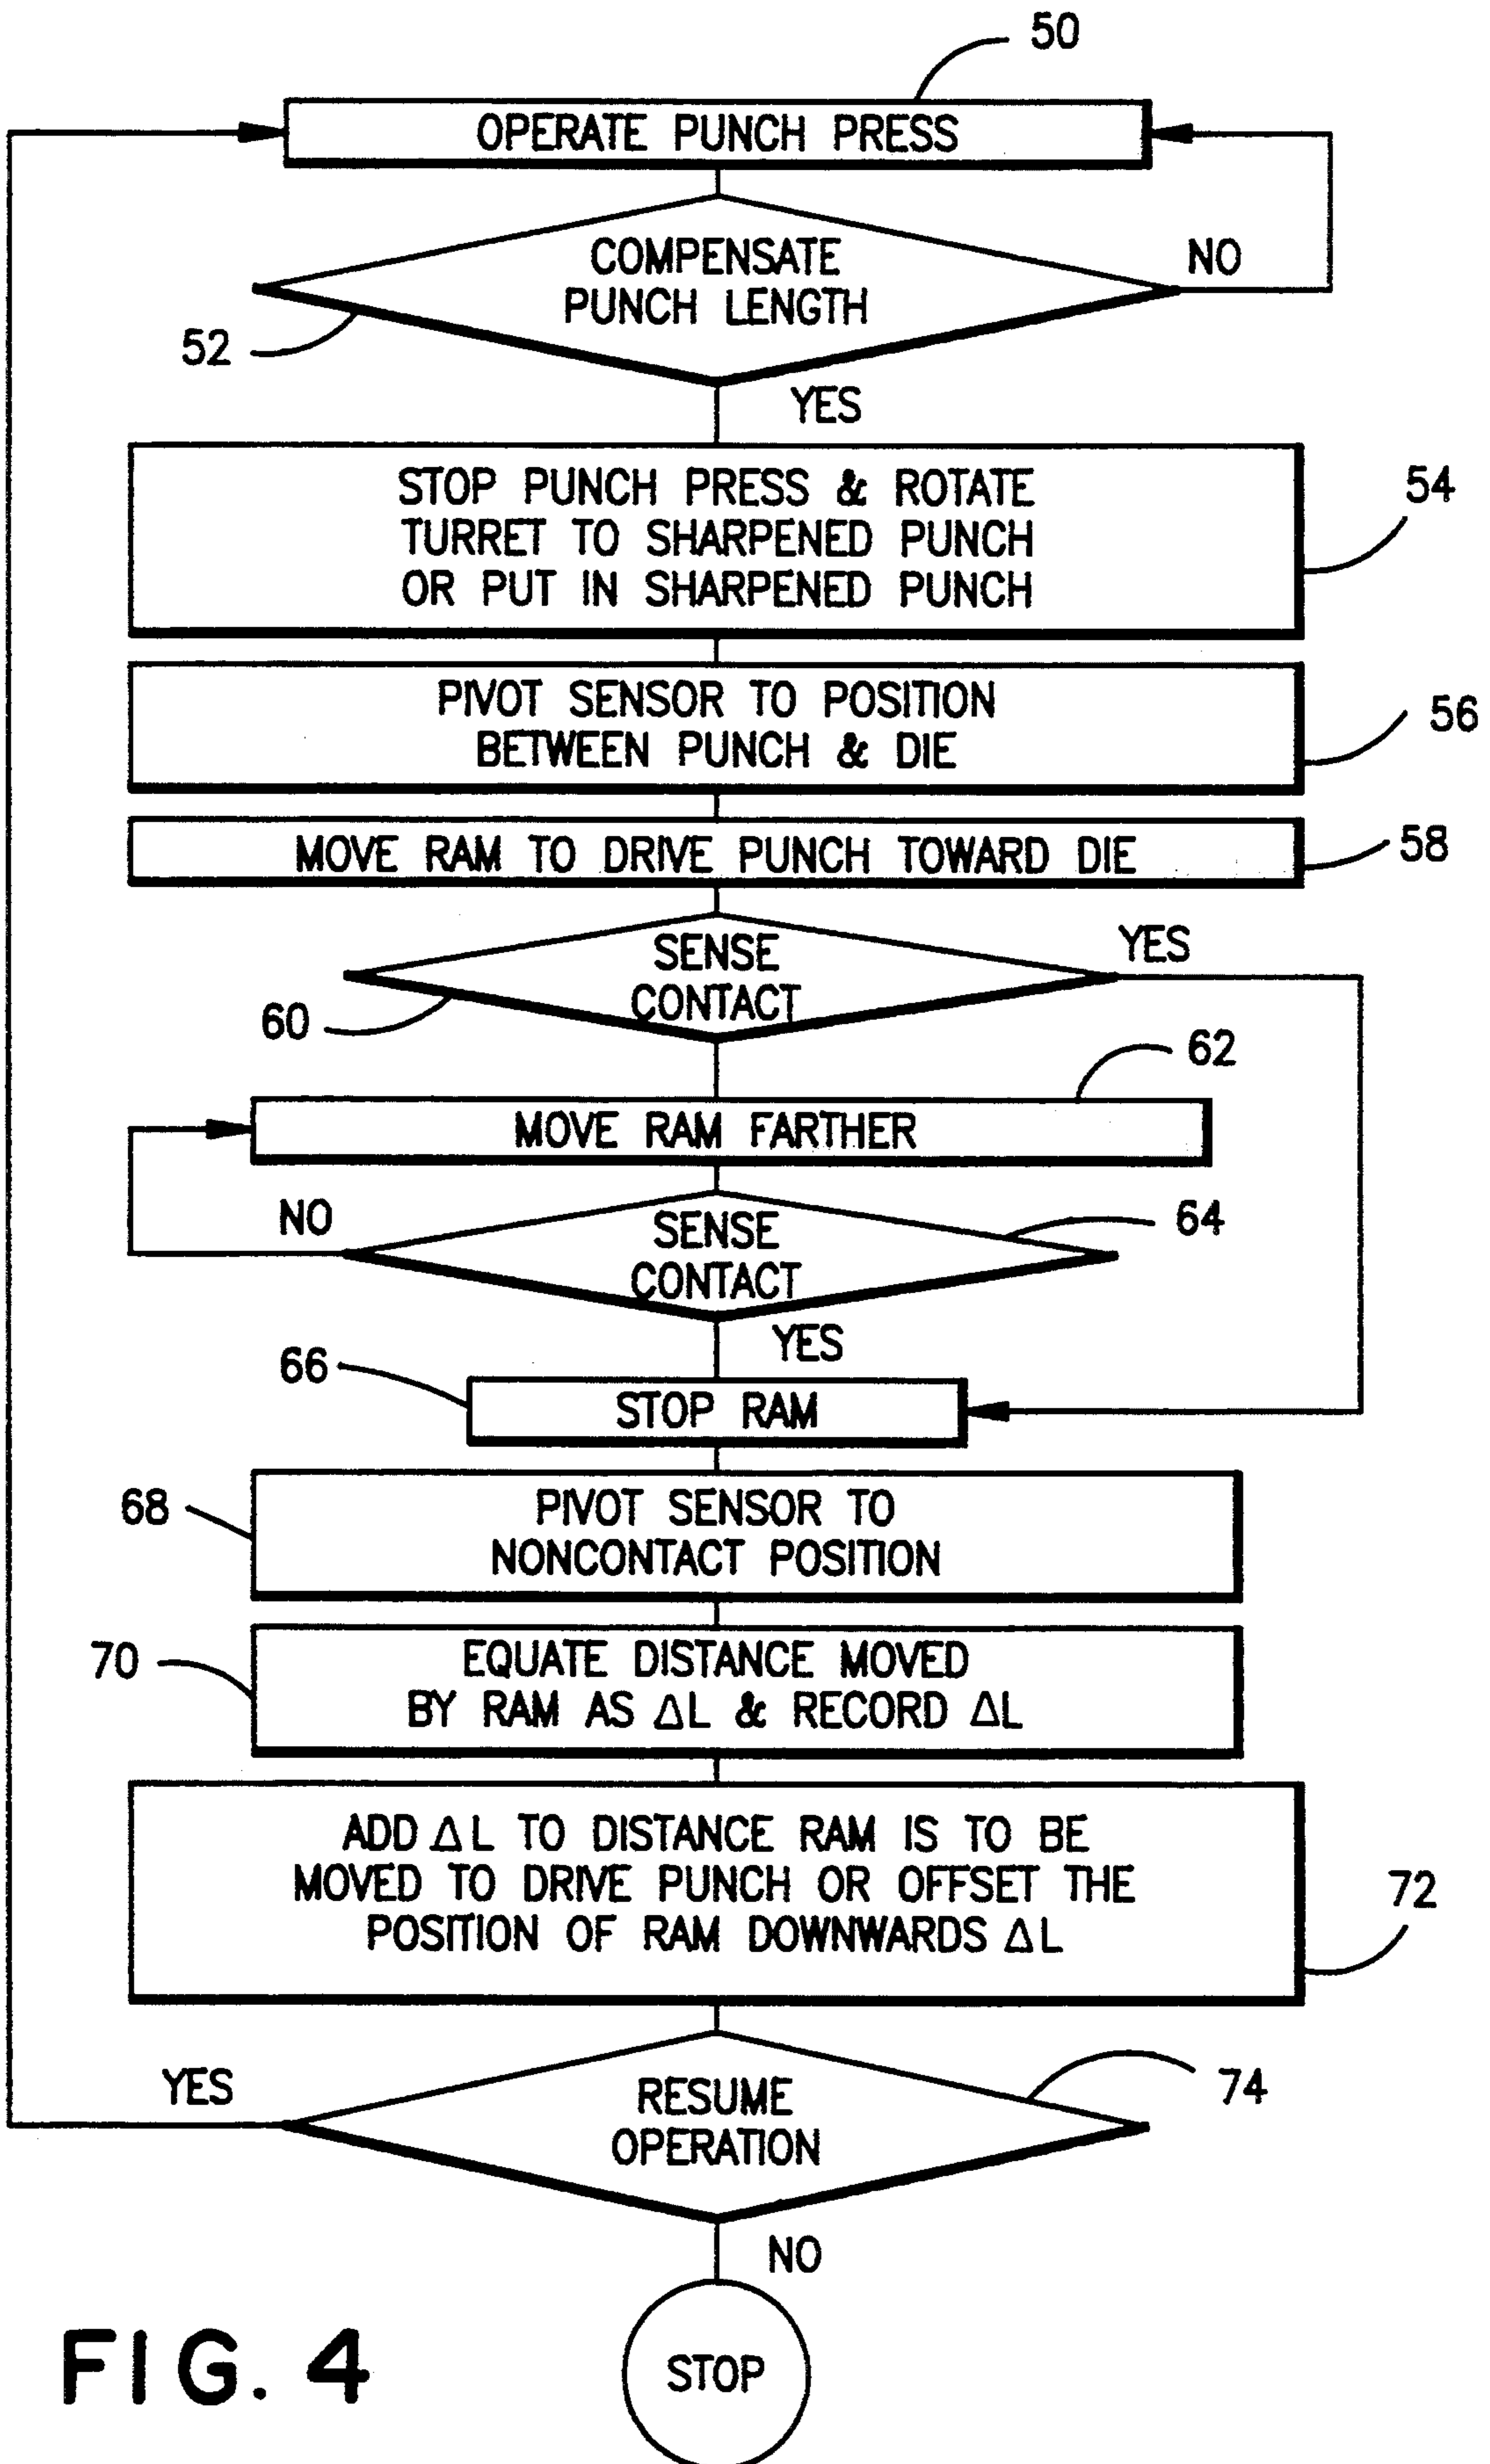 50
OPERATE PUNCH PRESS
COMPENSATE
PUNCH LENGTH
NO
52
YES
STOP PUNCH PRESS & ROTATE
TURRET TO SHARPENED PUNCH
OR PUT IN SHARPENED PUNCH
54
PIVOT SENSOR TO POSITION
BETWEEN PUNCH & DIE
56
MOVE RAM TO DRIVE PUNCH TOWARD DIE
58
SENSE
CONTACT
YES
60
62
MOVE RAM FARTHER
NO
SENSE
CONTACT
64
YES
66
STOP RAM
68
PIVOT SENSOR TO
NONCONTACT POSITION
70
EQUATE DISTANCE MOVED
BY RAM AS ΔL & RECORD ΔL
ADD ΔL TO DISTANCE RAM IS TO BE
MOVED TO DRIVE PUNCH OR OFFSET THE
POSITION OF RAM DOWNWARDS ΔL
72
YES
RESUME
OPERATION
74
NO
STOP
FIG. 4